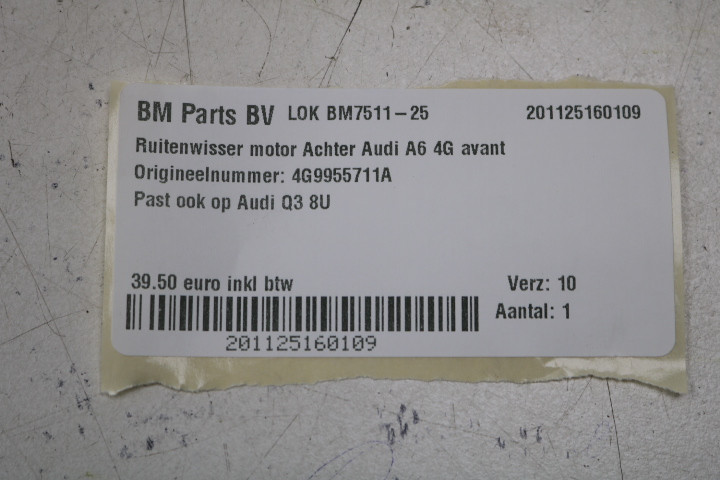 BM Parts BV LOK BM7511-25 201125160109
Ruitenwisser motor Achter Audi A6 4G avant
Origineelnummer: 4G9955711A
Past ook op Audi Q3 8U
39.50 euro inkl btw Verz: 10
Aantal: 1
201125160109